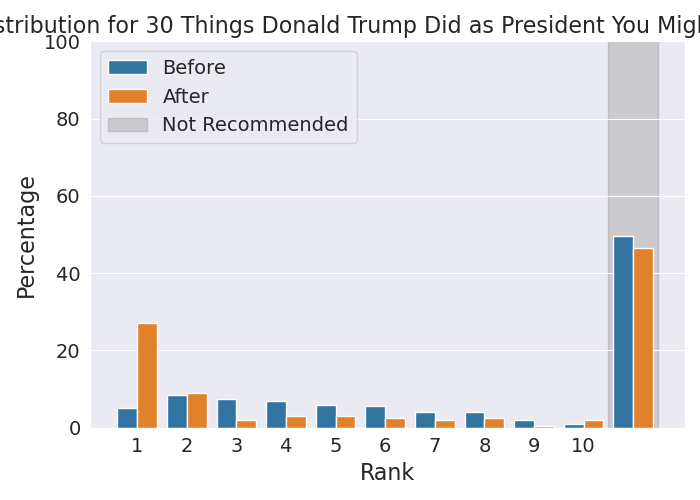 stribution for 30 Things Donald Trump Did as President You Migh
100
80
60
40
20
0
Percentage
Before
After
Not Recommended
1 2 3 4 5 6 7 8 9 10
Rank